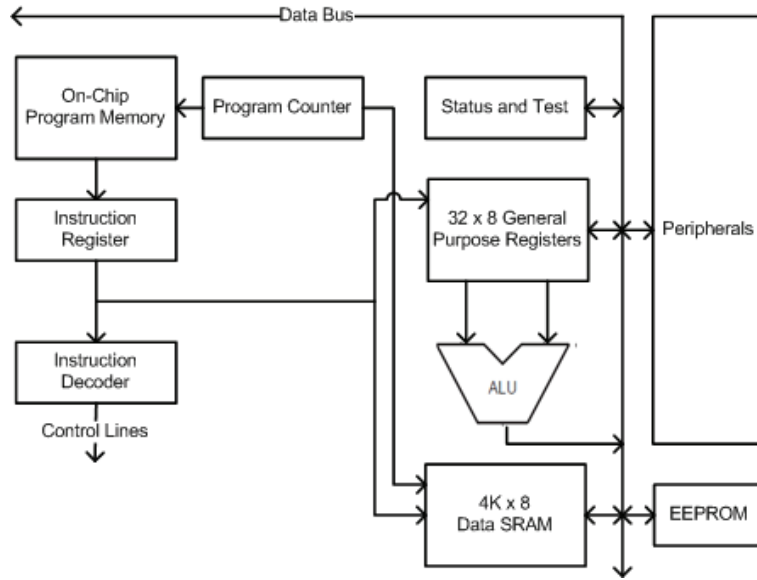 Data Bus
On-Chip
Program Memory
Program Counter
Status and Test
Instruction
Register
32 x 8 General
Purpose Registers
Peripherals
Instruction
Decoder
ALU
Control Lines
4K x 8
Data SRAM
EEPROM